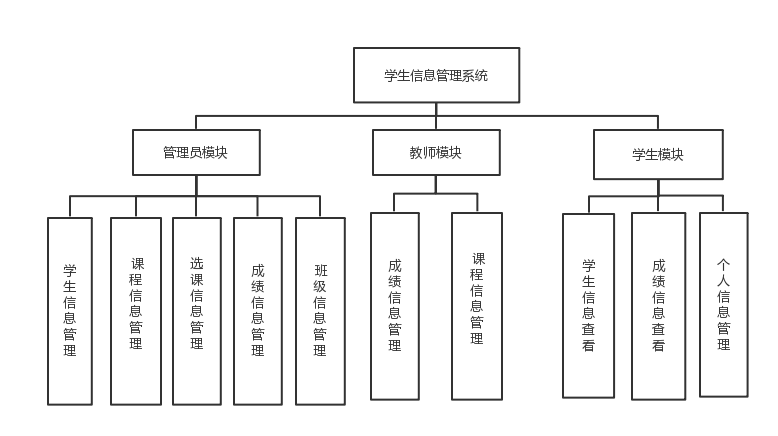 学生信息管理系统
管理员模块
教师模块
学生模块
学生信息管理
课程信息管理
选课信息管理
成绩信息管理
班级信息管理
成绩信息管理
课程信息管理
学生信息查看
成绩信息查看
个人信息管理